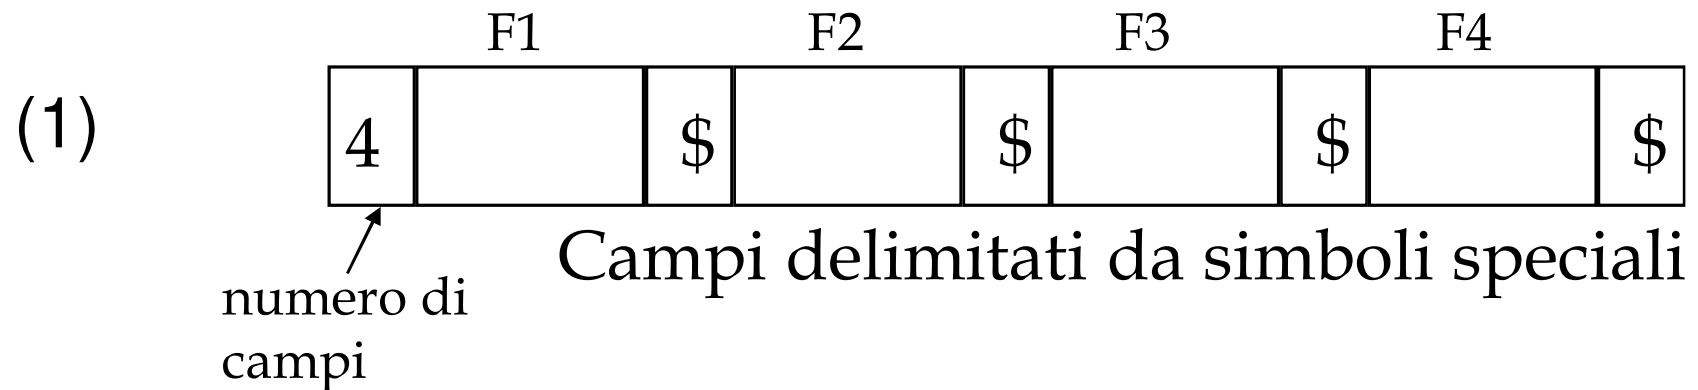 F1 F2 F3 F4
(1) 4 $ $ $ $
Campi delimitati da simboli speciali
numero di
campi